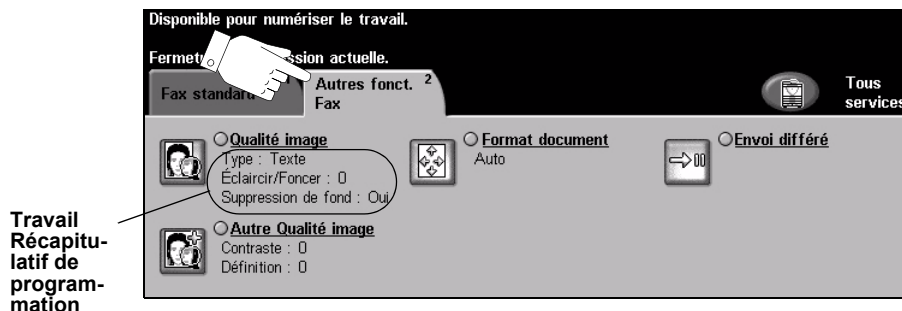 Disponible pour numériser le travail.
Fermet ssion actuelle.
Fax standard
Autres fonct. 2
Fax
Tous
services
Qualité image
Type : Texte
Éclaircir/Foncer : 0
Suppression de fond : Oui
Format document
Auto
Envoi différé
Autre Qualité image
Contraste : 0
Définition : 0
Travail
Récapitu-
latif de
program-
mation